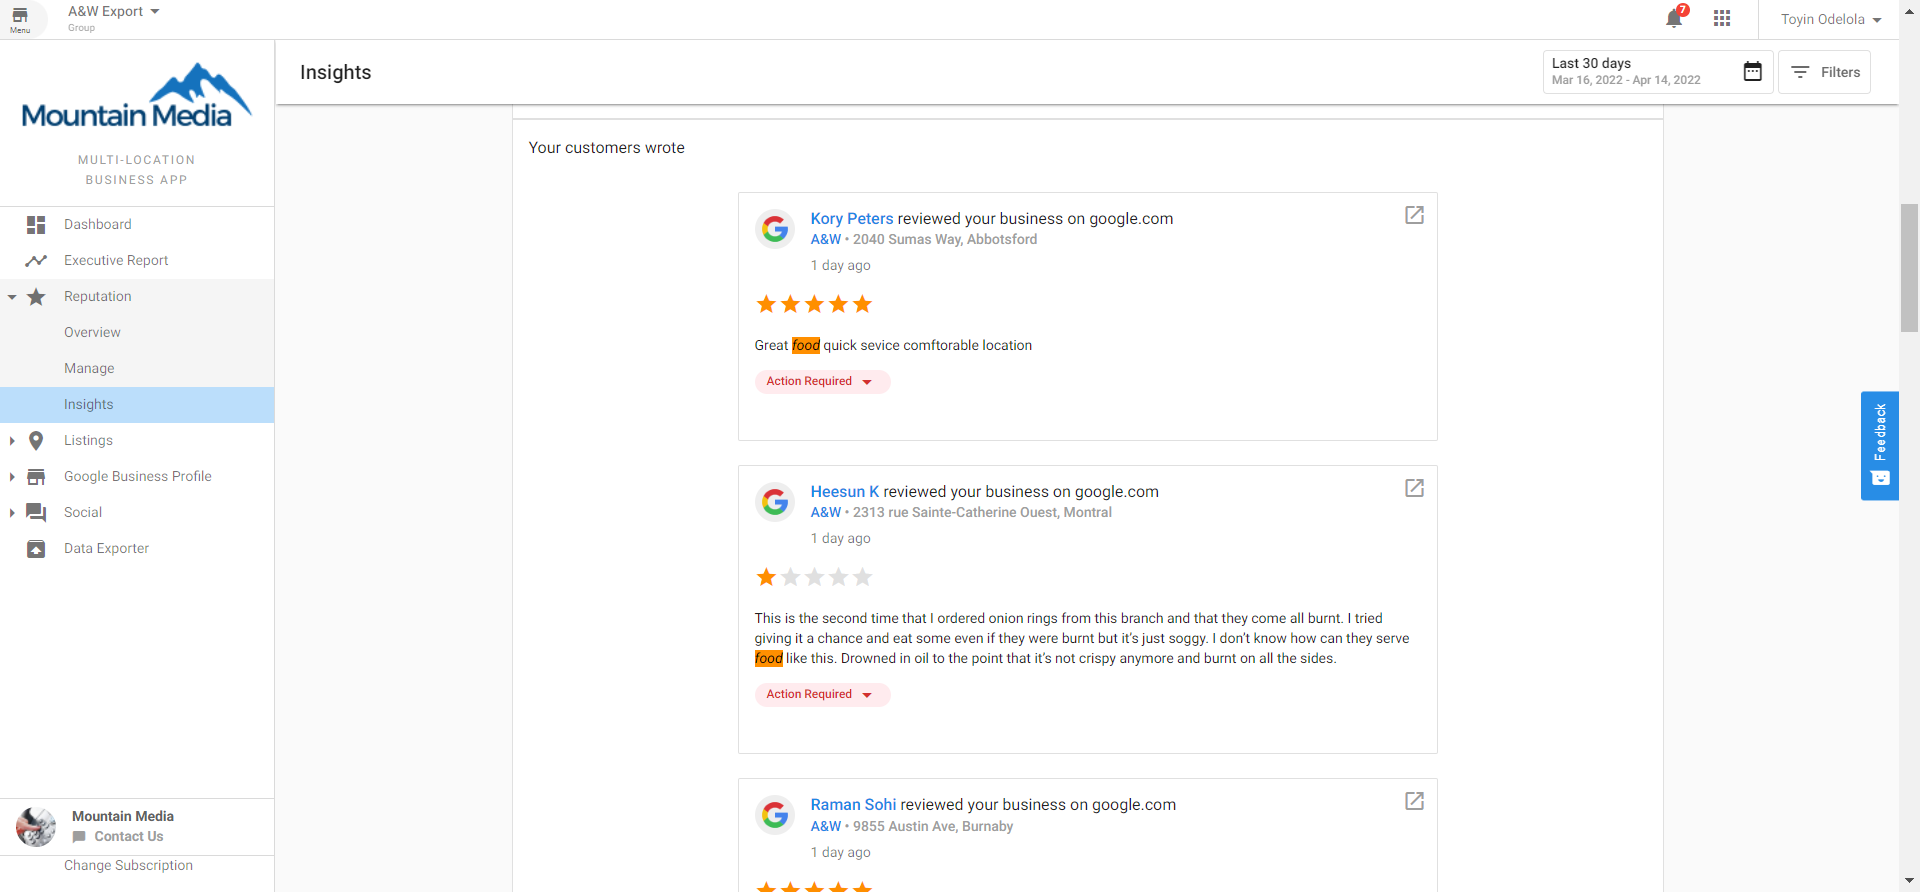 Menu
A&W Export
Group
7
Toyin Odelola
Mountain Media
MULTI-LOCATION
BUSINESS APP
Dashboard
Executive Report
Reputation
Overview
Manage
Insights
Listings
Google Business Profile
Social
Data Exporter
Mountain Media
Contact Us
Change Subscription
Insights
Last 30 days
Mar 16, 2022 - Apr 14, 2022
Filters
Your customers wrote
Kory Peters reviewed your business on google.com
A&W • 2040 Sumas Way, Abbotsford
1 day ago
Great food quick sevice comftorable location
Action Required
Heesun K reviewed your business on google.com
A&W • 2313 rue Sainte-Catherine Ouest, Montral
1 day ago
This is the second time that I ordered onion rings from this branch and that they come all burnt. I tried
giving it a chance and eat some even if they were burnt but it's just soggy. I don't know how can they serve
food like this. Drowned in oil to the point that it's not crispy anymore and burnt on all the sides.
Action Required
Raman Sohi reviewed your business on google.com
A&W • 9855 Austin Ave, Burnaby
1 day ago
Feedback